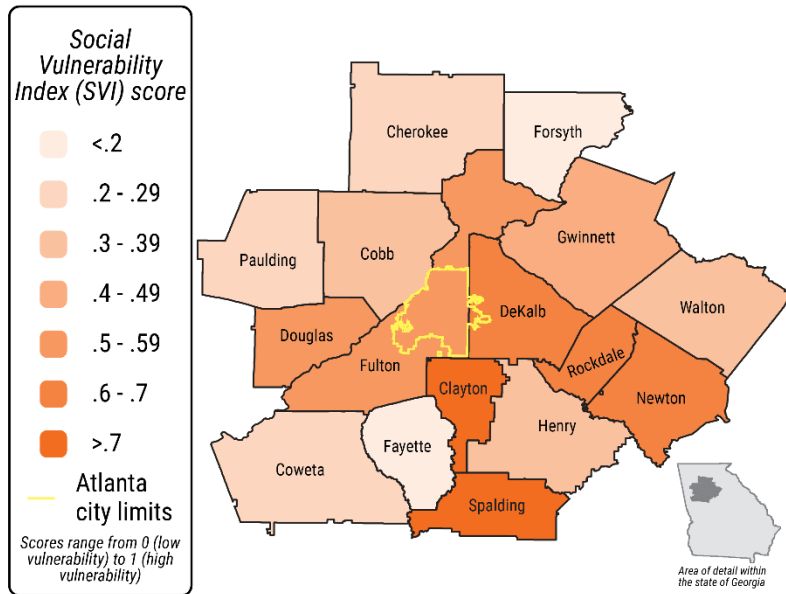 Social
Vulnerability
Index (SVI) score
<.2
.2 - .29
.3 - .39
.4 - .49
.5 - .59
.6 - .7
>.7
Atlanta
city limits
Scores range from 0 (low
vulnerability) to 1 (high
vulnerability)
Cherokee
Forsyth
Gwinnett
Paulding
Cobb
Walton
DeKalb
Douglas
Rockdale
Fulton
Clayton
Newton
Henry
Fayette
Coweta
Spalding
Area of detail within
the state of Georgia